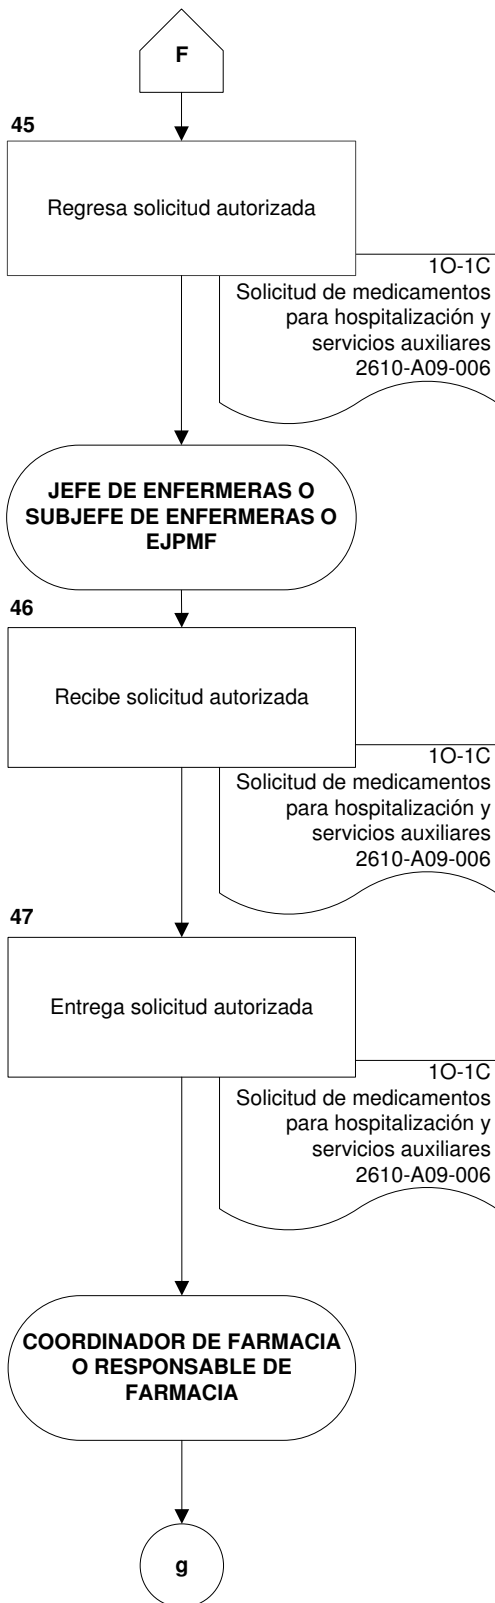 F
45
Regresa solicitud autorizada
1O-1C
Solicitud de medicamentos
para hospitalización y
servicios auxiliares
2610-A09-006
JEFE DE ENFERMERAS O
SUBJEFE DE ENFERMERAS O
EJPMF
46
Recibe solicitud autorizada
1O-1C
Solicitud de medicamentos
para hospitalización y
servicios auxiliares
2610-A09-006
47
Entrega solicitud autorizada
1O-1C
Solicitud de medicamentos
para hospitalización y
servicios auxiliares
2610-A09-006
COORDINADOR DE FARMACIA
O RESPONSABLE DE
FARMACIA
g